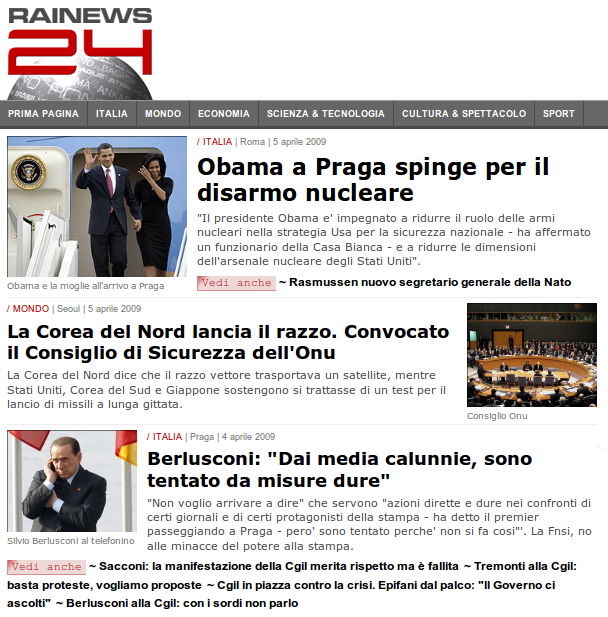 RAINEWS
24
PRIMA PAGINA ITALIA MONDO ECONOMIA SCIENZA & TECNOLOGIA CULTURA & SPETTACOLO SPORT
/ ITALIA | Roma | 5 aprile 2009
Obama a Praga spinge per il
disarmo nucleare
"Il presidente Obama e' impegnato a ridurre il ruolo delle armi
nucleari nella strategia Usa per la sicurezza nazionale - ha affermato
un funzionario della Casa Bianca - e a ridurre le dimensioni
dell'arsenale nucleare degli Stati Uniti".
Obama e la moglie all'arrivo a Praga
Vedi anche ~ Rasmussen nuovo segretario generale della Nato
/ MONDO | Seoul | 5 aprile 2009
La Corea del Nord lancia il razzo. Convocato
il Consiglio di Sicurezza dell'Onu
La Corea del Nord dice che il razzo vettore trasportava un satellite, mentre
Stati Uniti, Corea del Sud e Giappone sostengono si trattasse di un test per il
lancio di missili a lunga gittata.
Consiglio Onu
/ ITALIA | Praga | 4 aprile 2009
Berlusconi: "Dai media calunnie, sono
tentato da misure dure"
"Non voglio arrivare a dire" che servono "azioni dirette e dure nei confronti di
certi giornali e di certi protagonisti della stampa - ha detto il premier
passeggiando a Praga - pero' sono tentato perche' non si fa cosi"'. La Fnsi, no
alle minacce del potere alla stampa.
Silvio Berlusconi al telefonino
Vedi anche ~ Sacconi: la manifestazione della Cgil merita rispetto ma è fallita ~ Tremonti alla Cgil:
basta proteste, vogliamo proposte ~ Cgil in piazza contro la crisi. Epifani dal palco: "Il Governo ci
ascolti" ~ Berlusconi alla Cgil: con i sordi non parlo